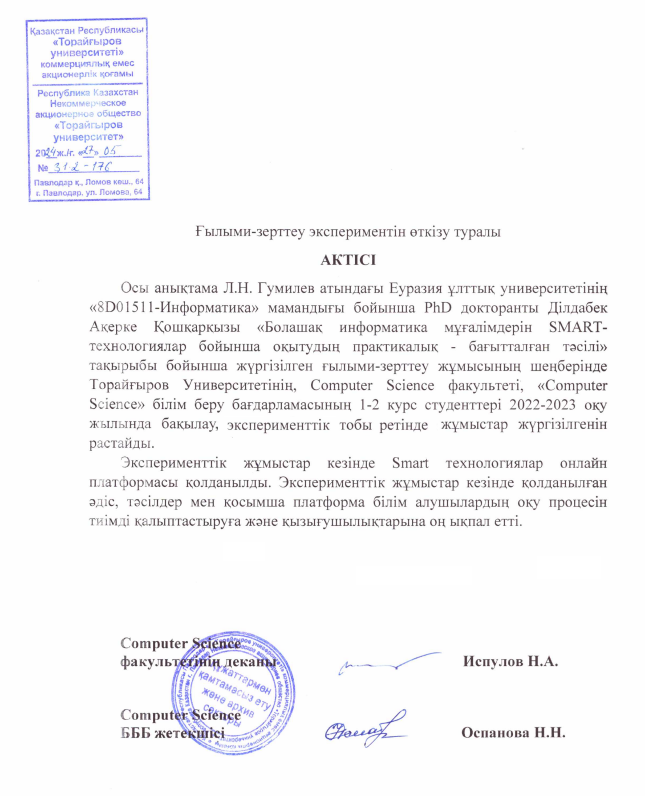 Қазақстан Республикасы
«Торайғыров
университеті»
коммерциялық емес
акционерлік қоғамы
Республика Казахстан
Некоммерческое
акционерное общество
«Торайғыров
университет»
2024ж./г. «27» 05
№ 312-176
Павлодар қ., Ломов көш., 64
г. Павлодар, ул. Ломова, 64
Ғылыми-зерттеу экспериментін өткізу туралы
АКТІСІ
Осы анықтама Л.Н. Гумилев атындағы Еуразия ұлттық университетінің
«8D01511-Информатика» мамандығы бойынша PhD докторанты Ділдабек
Ақерке Қошқарқызы «Болашақ информатика мұғалімдерін SMART-
технологиялар бойынша оқытудың практикалық - бағытталған тәсілі»
тақырыбы бойынша жүргізілген ғылыми-зерттеу жұмысының шеңберінде
Торайғыров Университетінің, Computer Science факультеті, «Computer
Science» білім беру бағдарламасының 1-2 курс студенттері 2022-2023 оқу
жылында бақылау, эксперименттік тобы ретінде жұмыстар жүргізілгенін
растайды.
Эксперименттік жұмыстар кезінде Smart технологиялар онлайн
платформасы қолданылды. Эксперименттік жұмыстар кезінде қолданылған
әдіс, тәсілдер мен қосымша платформа білім алушылардың оқу процесін
тиімді қалыптастыруға және қызығушылықтарына оң ықпал етті.
Computer Science
факультетінің деканы Испулов Н.А.
Құжаттармен
қамтамасыз ету
және архив
секторы
Computer Science
БББ жетекшісі Оспанова Н.Н.